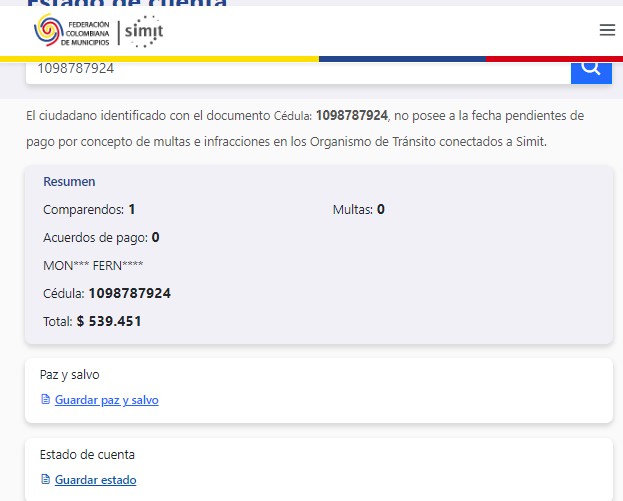 Estado de cuenta
FEDERACIÓN
COLOMBIANA
DE MUNICIPIOS
simit
1098787924
El ciudadano identificado con el documento Cédula: 1098787924, no posee a la fecha pendientes de
pago por concepto de multas e infracciones en los Organismo de Tránsito conectados a Simit.
Resumen
Comparendos: 1 Multas: 0
Acuerdos de pago: 0
MON*** FERN****
Cédula: 1098787924
Total: $ 539.451
Paz y salvo
Guardar paz y salvo
Estado de cuenta
Guardar estado